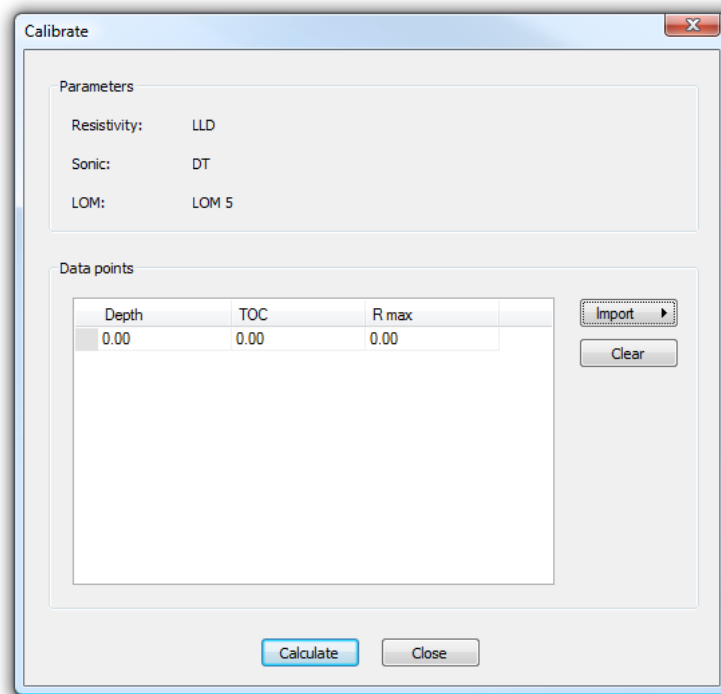 Calibrate
Parameters
Resistivity: LLD
Sonic: DT
LOM: LOM 5
Data points
Depth TOC R max
0.00 0.00 0.00
Import
Clear
Calculate Close